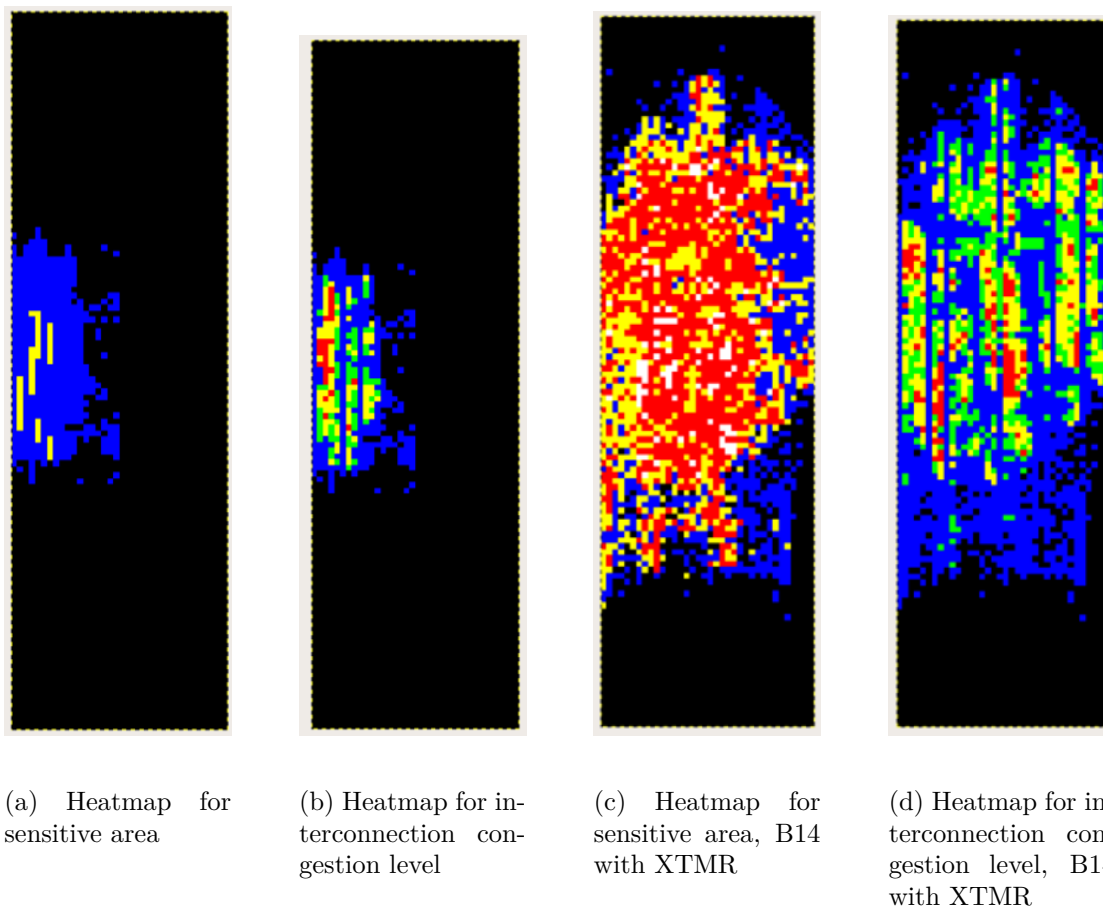 (a) Heatmap for
sensitive area
(b) Heatmap for in-
terconnection con-
gestion level
(c) Heatmap for
sensitive area, B14
with XTMR
(d) Heatmap for in
terconnection con
gestion level, B1
with XTMR